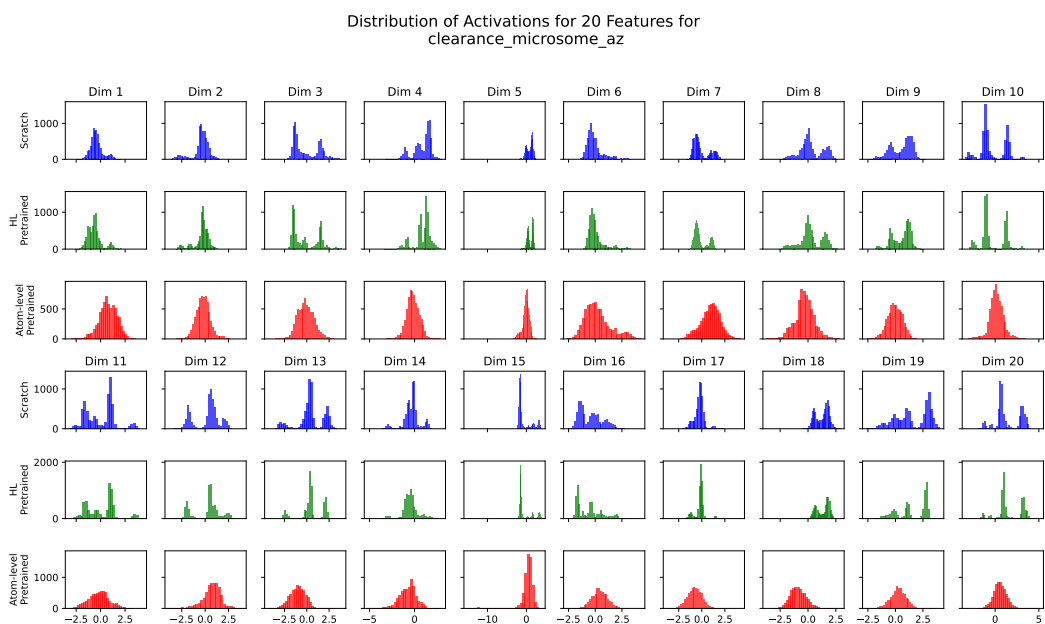 Distribution of Activations for 20 Features for
clearance_microsome_az
Dim 1 Dim 2 Dim 3 Dim 4 Dim 5 Dim 6 Dim 7 Dim 8 Dim 9 Dim 10
Scratch
1000
0
HL
Pretrained
1000
0
Atom-level
Pretrained
500
0
Dim 11 Dim 12 Dim 13 Dim 14 Dim 15 Dim 16 Dim 17 Dim 18 Dim 19 Dim 20
Scratch
1000
0
HL
Pretrained
2000
0
Atom-level
Pretrained
1000
0
−2.5 0.0 2.5 −2.5 0.0 2.5 −2.5 0.0 2.5 −5 0 −10 0 −2.5 0.0 2.5 −2.5 0.0 2.5 −2.5 0.0 2.5 −2.5 0.0 2.5 0 5